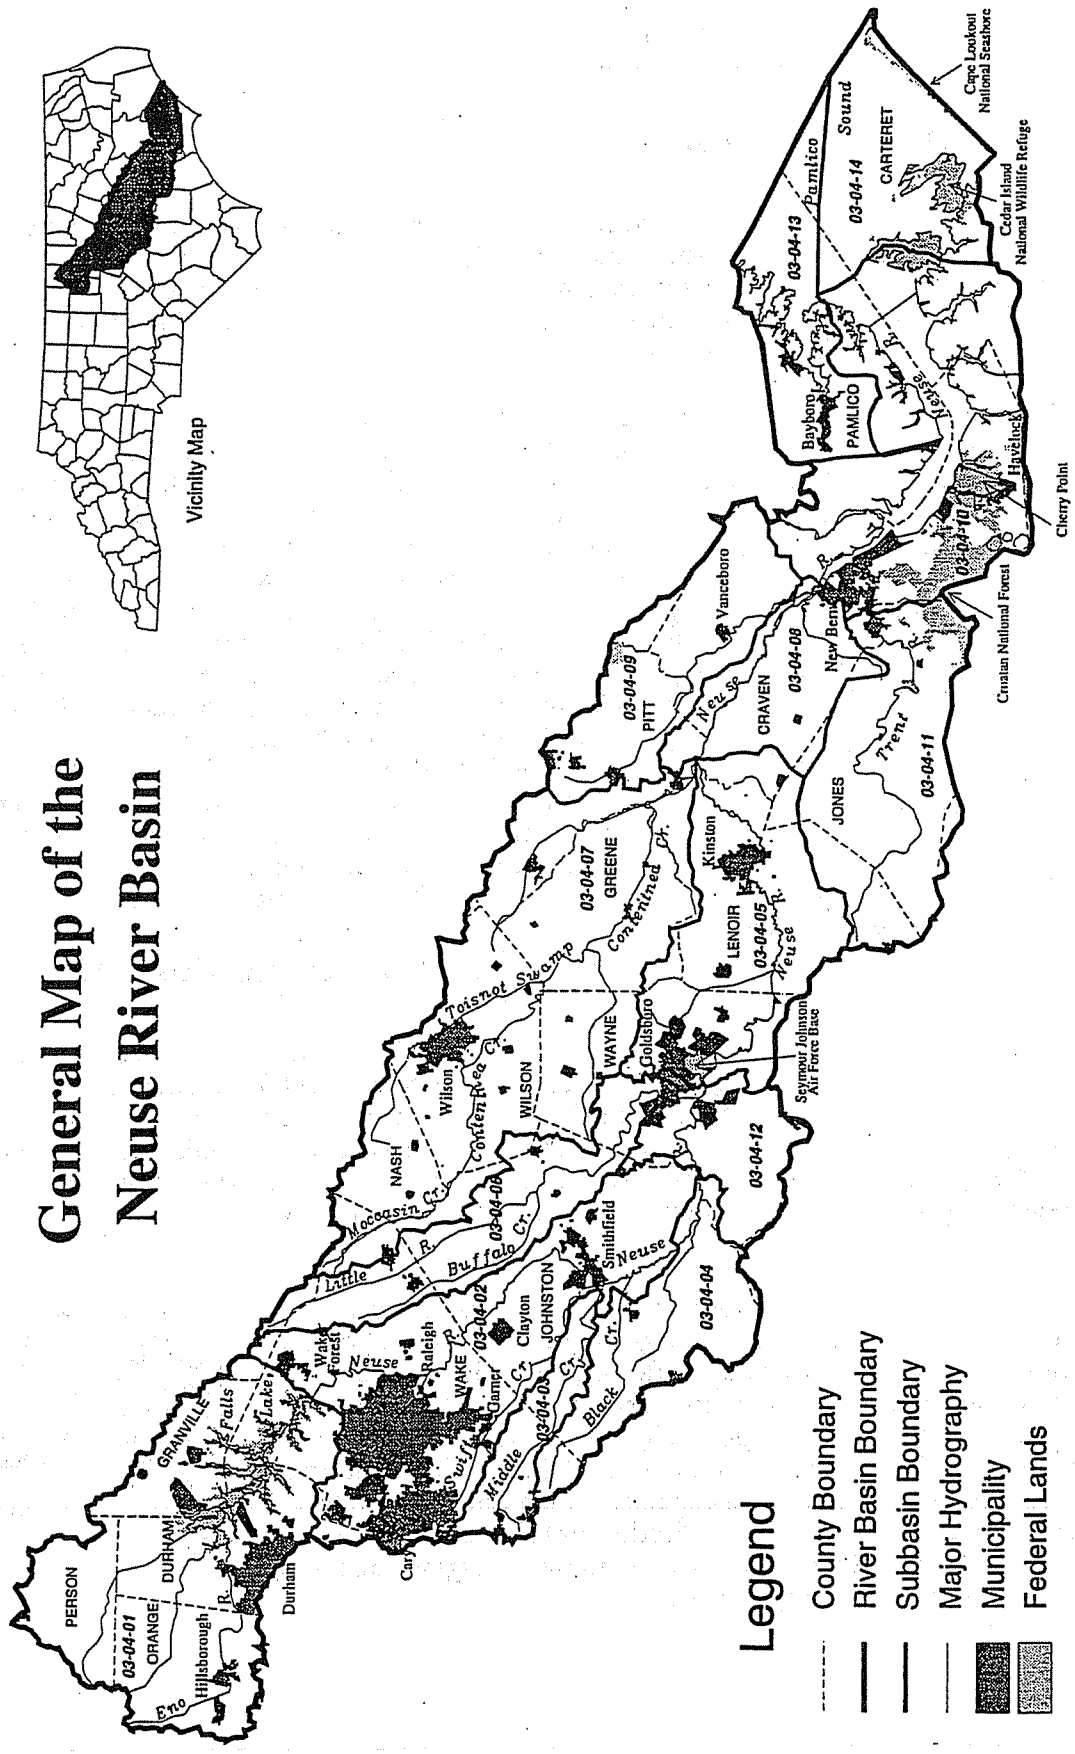 General Map of the
Neuse River Basin
Vicinity Map
PERSON
03-04-01
ORANGE
DURHAM
GRANVILLE
Hillsborough
Eno
R.
Durham
Falls
Lake
Wake
Forest
Neuse
Raleigh
R.
WAKE
Garner
Cary
Swift
Cr.
Middle
Cr.
03-04-03
Black
Cr.
03-04-02
Clayton
JOHNSTON
Smithfield
Neuse
03-04-04
Little
R.
Buffalo
Cr.
03-04-06
Moccasin
Cr.
NASH
Contentnea
Cr.
Wilson
WILSON
Toisnot Swamp
WAYNE
Goldsboro
R.
03-04-12
Seymour Johnson
Air Force Base
03-04-07
GREENE
Contentnea
Cr.
Kinston
LENOIR
03-04-05
Neuse
R.
03-04-09
PITT
Neuse
CRAVEN
03-04-08
Vanceboro
R.
New Bern
JONES
Trent
R.
03-04-11
03-04-10
Croatan National Forest
Cherry Point
Havelock
Bayboro
PAMLICO
Neuse
R.
03-04-13
Pamlico
Sound
03-04-14
CARTERET
Cedar Island
National Wildlife Refuge
Cape Lookout
National Seashore
Legend
County Boundary
River Basin Boundary
Subbasin Boundary
Major Hydrography
Municipality
Federal Lands